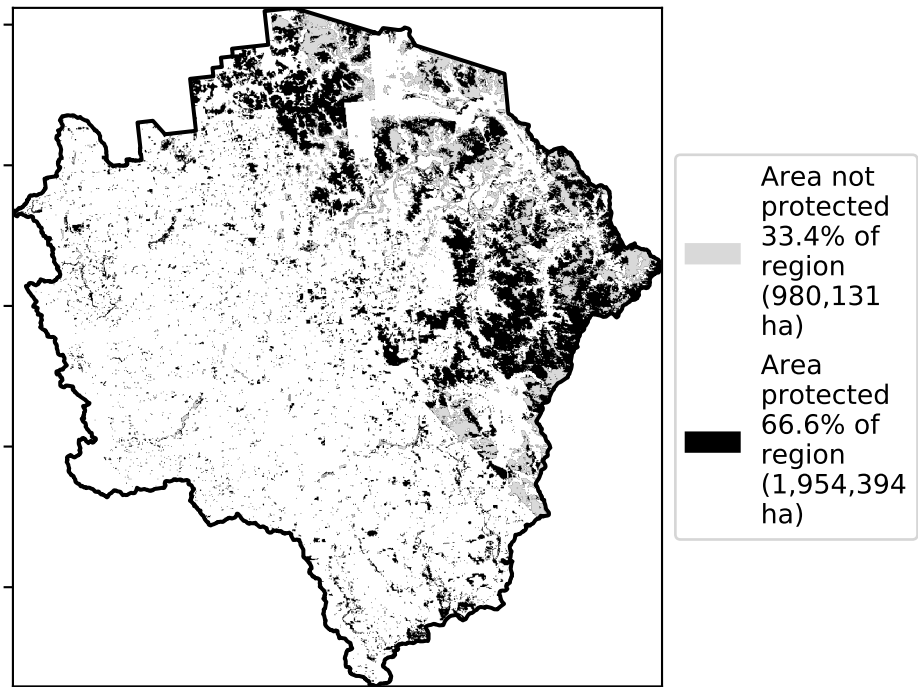 Area not
protected
33.4% of
region
(980,131
ha)
Area
protected
66.6% of
region
(1,954,394
ha)